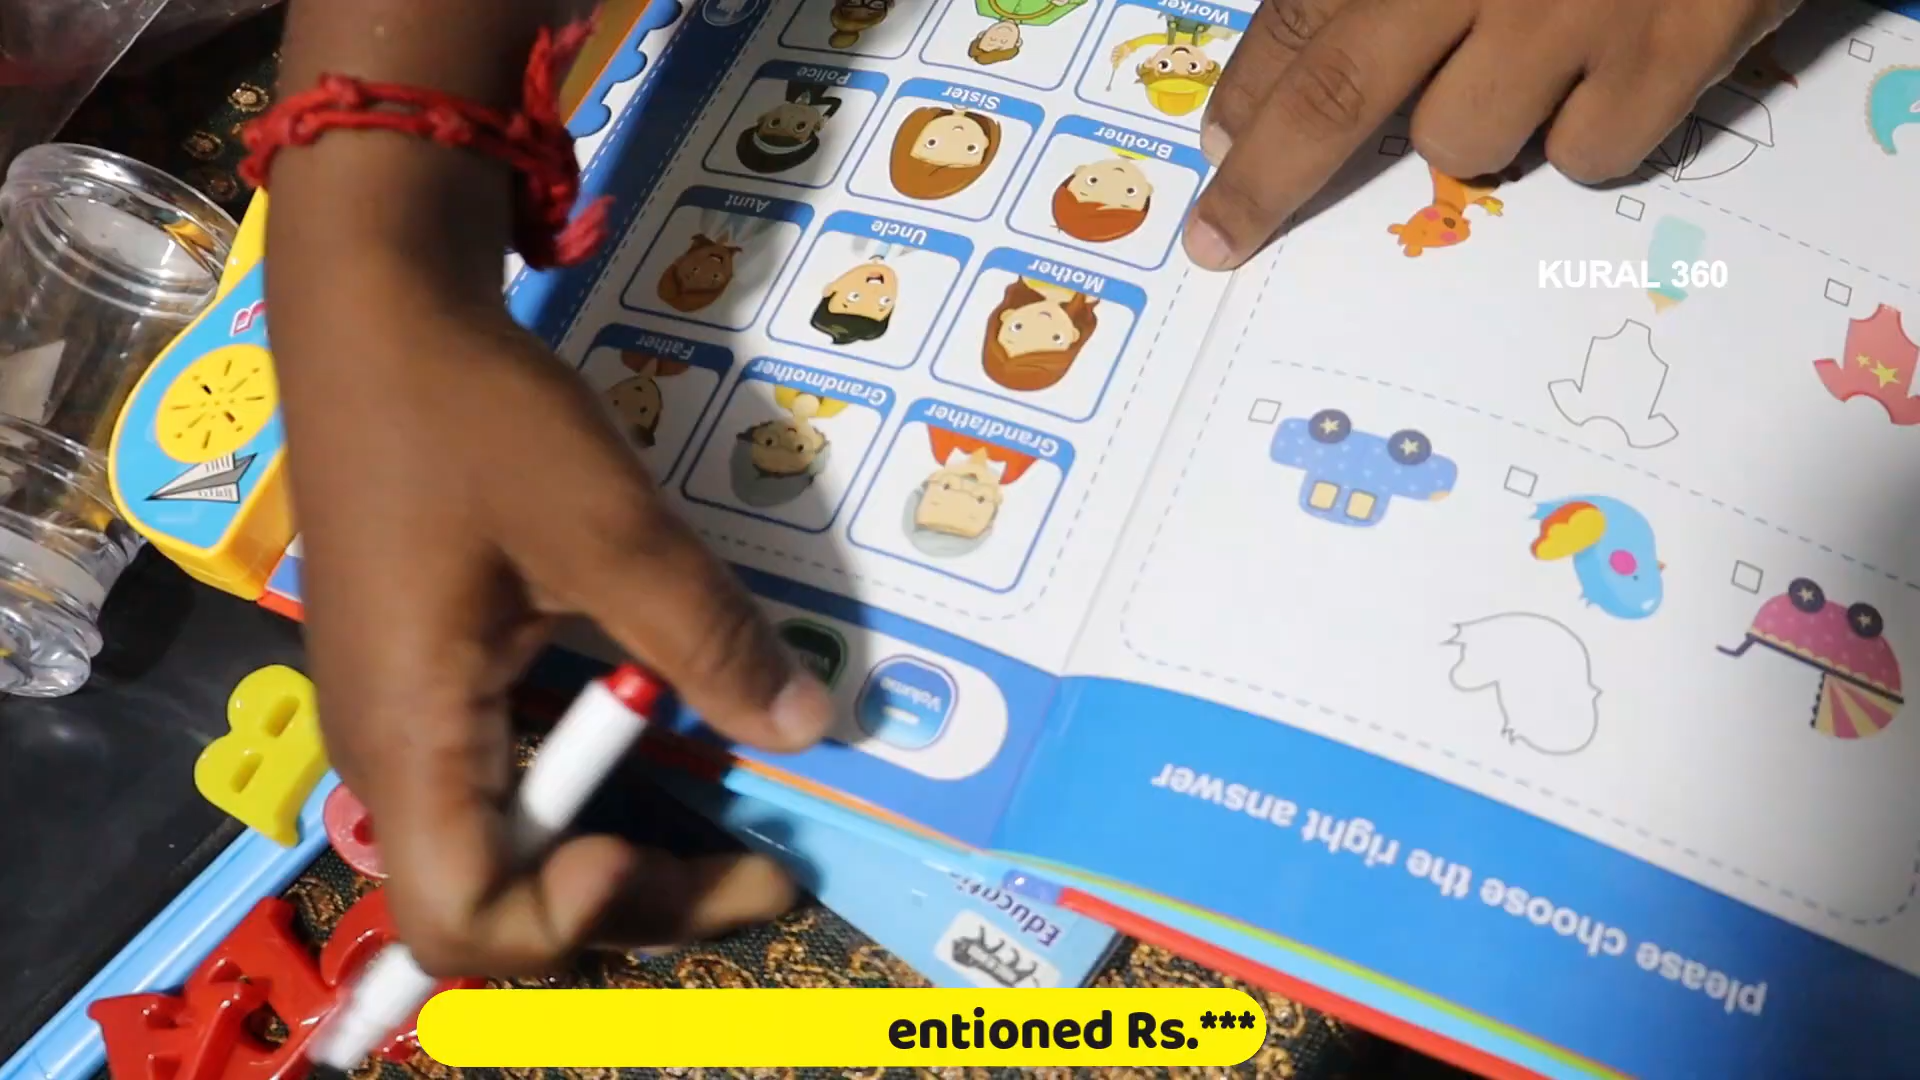 Worker
Police
Sister
Brother
Aunt
Uncle
Mother
Father
Grandmother
Grandfather
Volume
please choose the right answer
KURAL 360
entioned Rs.***